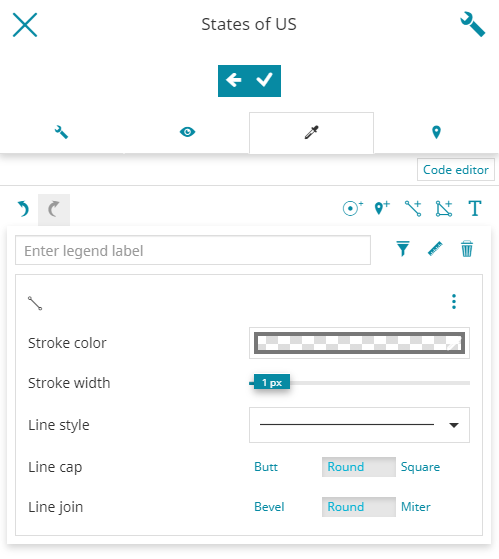 States of US
Code editor
T
Enter legend label
Stroke color
Stroke width
1 px
Line style
Line cap
Butt Round Square
Line join
Bevel Round Miter